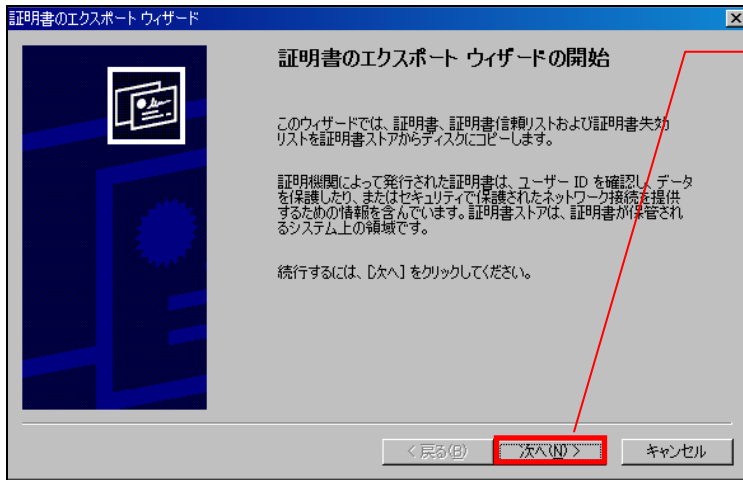 証明書のエクスポート ウィザード
証明書のエクスポート ウィザードの開始
このウィザードでは、証明書、証明書信頼リストおよび証明書失効
リストを証明書ストアからディスクにコピーします。
証明機関によって発行された証明書は、ユーザー ID を確認し、データ
を保護したり、またはセキュリティで保護されたネットワーク接続を提供
するための情報を含んでいます。証明書ストアは、証明書が保管され
るシステム上の領域です。
続行するには、[次へ] をクリックしてください。
< 戻る(B)
次へ(N) >
キャンセル